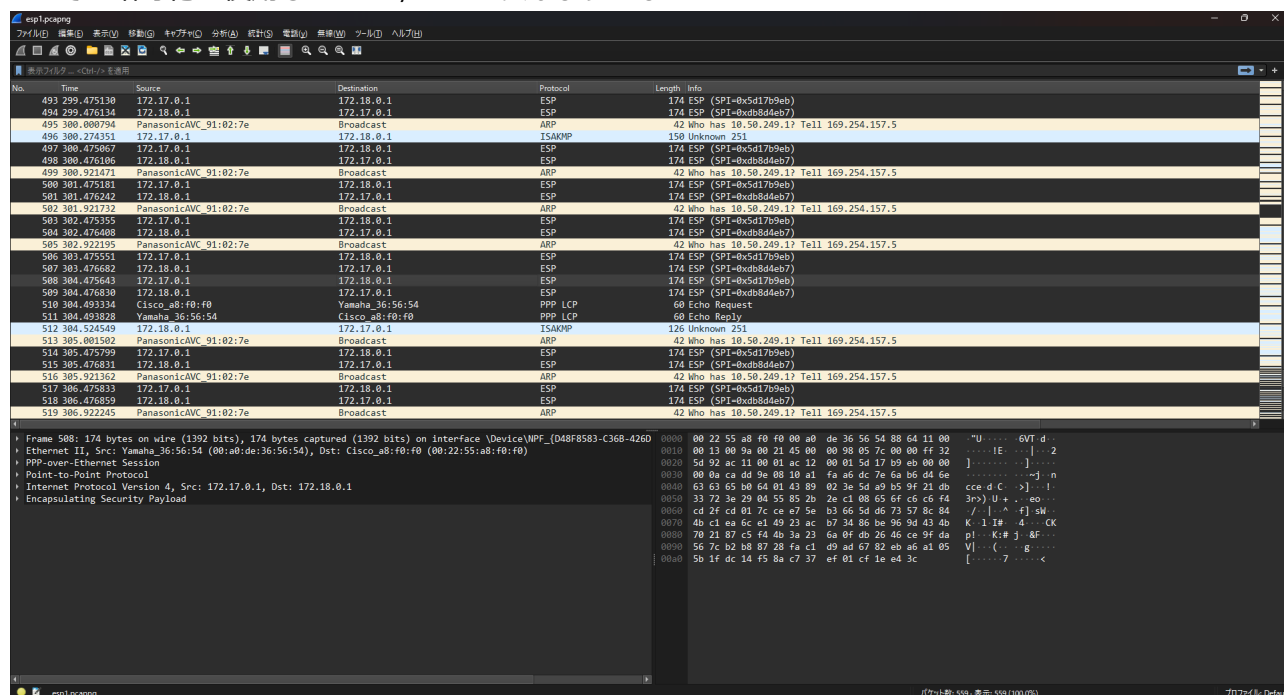 esp1.pcapng
ファイル(F) 編集(E) 表示(V) 移動(G) キャプチャ(C) 分析(A) 統計(S) 電話(y) 無線(W) ツール(T) ヘルプ(H)
表示フィルタ … <Ctrl-/> を適用
No. Time Source Destination Protocol Length Info
493 299.475130 172.17.0.1 172.18.0.1 ESP 174 ESP (SPI=0x5d17b9eb)
494 299.476134 172.18.0.1 172.17.0.1 ESP 174 ESP (SPI=0xdb8d4eb7)
495 300.000794 PanasonicAVC_91:02:7e Broadcast ARP 42 Who has 10.50.249.1? Tell 169.254.157.5
496 300.274351 172.17.0.1 172.18.0.1 ISAKMP 150 Unknown 251
497 300.475067 172.17.0.1 172.18.0.1 ESP 174 ESP (SPI=0x5d17b9eb)
498 300.476106 172.18.0.1 172.17.0.1 ESP 174 ESP (SPI=0xdb8d4eb7)
499 300.921471 PanasonicAVC_91:02:7e Broadcast ARP 42 Who has 10.50.249.1? Tell 169.254.157.5
500 301.475181 172.17.0.1 172.18.0.1 ESP 174 ESP (SPI=0x5d17b9eb)
501 301.476242 172.18.0.1 172.17.0.1 ESP 174 ESP (SPI=0xdb8d4eb7)
502 301.921732 PanasonicAVC_91:02:7e Broadcast ARP 42 Who has 10.50.249.1? Tell 169.254.157.5
503 302.475355 172.17.0.1 172.18.0.1 ESP 174 ESP (SPI=0x5d17b9eb)
504 302.476408 172.18.0.1 172.17.0.1 ESP 174 ESP (SPI=0xdb8d4eb7)
505 302.922195 PanasonicAVC_91:02:7e Broadcast ARP 42 Who has 10.50.249.1? Tell 169.254.157.5
506 303.475551 172.17.0.1 172.18.0.1 ESP 174 ESP (SPI=0x5d17b9eb)
507 303.476682 172.18.0.1 172.17.0.1 ESP 174 ESP (SPI=0xdb8d4eb7)
508 304.475643 172.17.0.1 172.18.0.1 ESP 174 ESP (SPI=0x5d17b9eb)
509 304.476830 172.18.0.1 172.17.0.1 ESP 174 ESP (SPI=0xdb8d4eb7)
510 304.493334 Cisco_a8:f0:f0 Yamaha_36:56:54 PPP LCP 60 Echo Request
511 304.493828 Yamaha_36:56:54 Cisco_a8:f0:f0 PPP LCP 60 Echo Reply
512 304.524549 172.18.0.1 172.17.0.1 ISAKMP 126 Unknown 251
513 305.001502 PanasonicAVC_91:02:7e Broadcast ARP 42 Who has 10.50.249.1? Tell 169.254.157.5
514 305.475799 172.17.0.1 172.18.0.1 ESP 174 ESP (SPI=0x5d17b9eb)
515 305.476831 172.18.0.1 172.17.0.1 ESP 174 ESP (SPI=0xdb8d4eb7)
516 305.921362 PanasonicAVC_91:02:7e Broadcast ARP 42 Who has 10.50.249.1? Tell 169.254.157.5
517 306.475833 172.17.0.1 172.18.0.1 ESP 174 ESP (SPI=0x5d17b9eb)
518 306.476859 172.18.0.1 172.17.0.1 ESP 174 ESP (SPI=0xdb8d4eb7)
519 306.922245 PanasonicAVC_91:02:7e Broadcast ARP 42 Who has 10.50.249.1? Tell 169.254.157.5
Frame 508: 174 bytes on wire (1392 bits), 174 bytes captured (1392 bits) on interface \Device\NPF_{D48F8583-C36B-426D
Ethernet II, Src: Yamaha_36:56:54 (00:a0:de:36:56:54), Dst: Cisco_a8:f0:f0 (00:22:55:a8:f0:f0)
PPP-over-Ethernet Session
Point-to-Point Protocol
Internet Protocol Version 4, Src: 172.17.0.1, Dst: 172.18.0.1
Encapsulating Security Payload
0000 00 22 55 a8 f0 f0 00 a0 de 36 56 54 88 64 11 00 ·"U····· ·6VT·d··
0010 00 13 00 9a 00 21 45 00 00 98 05 7c 00 00 ff 32 ·····!E· ···|···2
0020 5d 92 ac 11 00 01 ac 12 00 01 5d 17 b9 eb 00 00 ]······· ··]·····
0030 00 0a ca dd 9e 08 10 a1 fa a6 dc 7e 6a b6 d4 6e ········ ···~j··n
0040 63 63 65 b0 64 01 43 89 02 3e 5d a9 b5 9f 21 db cce·d·C· ·>]···!·
0050 33 72 3e 29 04 55 85 2b 2e c1 08 65 6f c6 c6 f4 3r>)·U·+ .··eo···
0060 cd 2f cd 01 7c ce e7 5e b3 66 5d d6 73 57 8c 84 ·/··|··^ ·f]·sW··
0070 4b c1 ea 6c e1 49 23 ac b7 34 86 be 96 9d 43 4b K··l·I#· ·4····CK
0080 70 21 87 c5 f4 4b 3a 23 6a 0f db 26 46 ce 9f da p!···K:# j··&F···
0090 56 7c b2 b8 87 28 fa c1 d9 ad 67 82 eb a6 a1 05 V|···(·· ··g·····
00a0 5b 1f dc 14 f5 8a c7 37 ef 01 cf 1e e4 3c [······7 ·····<
esp1.pcapng パケット数: 559 · 表示: 559 (100.0%) プロファイル: Defau